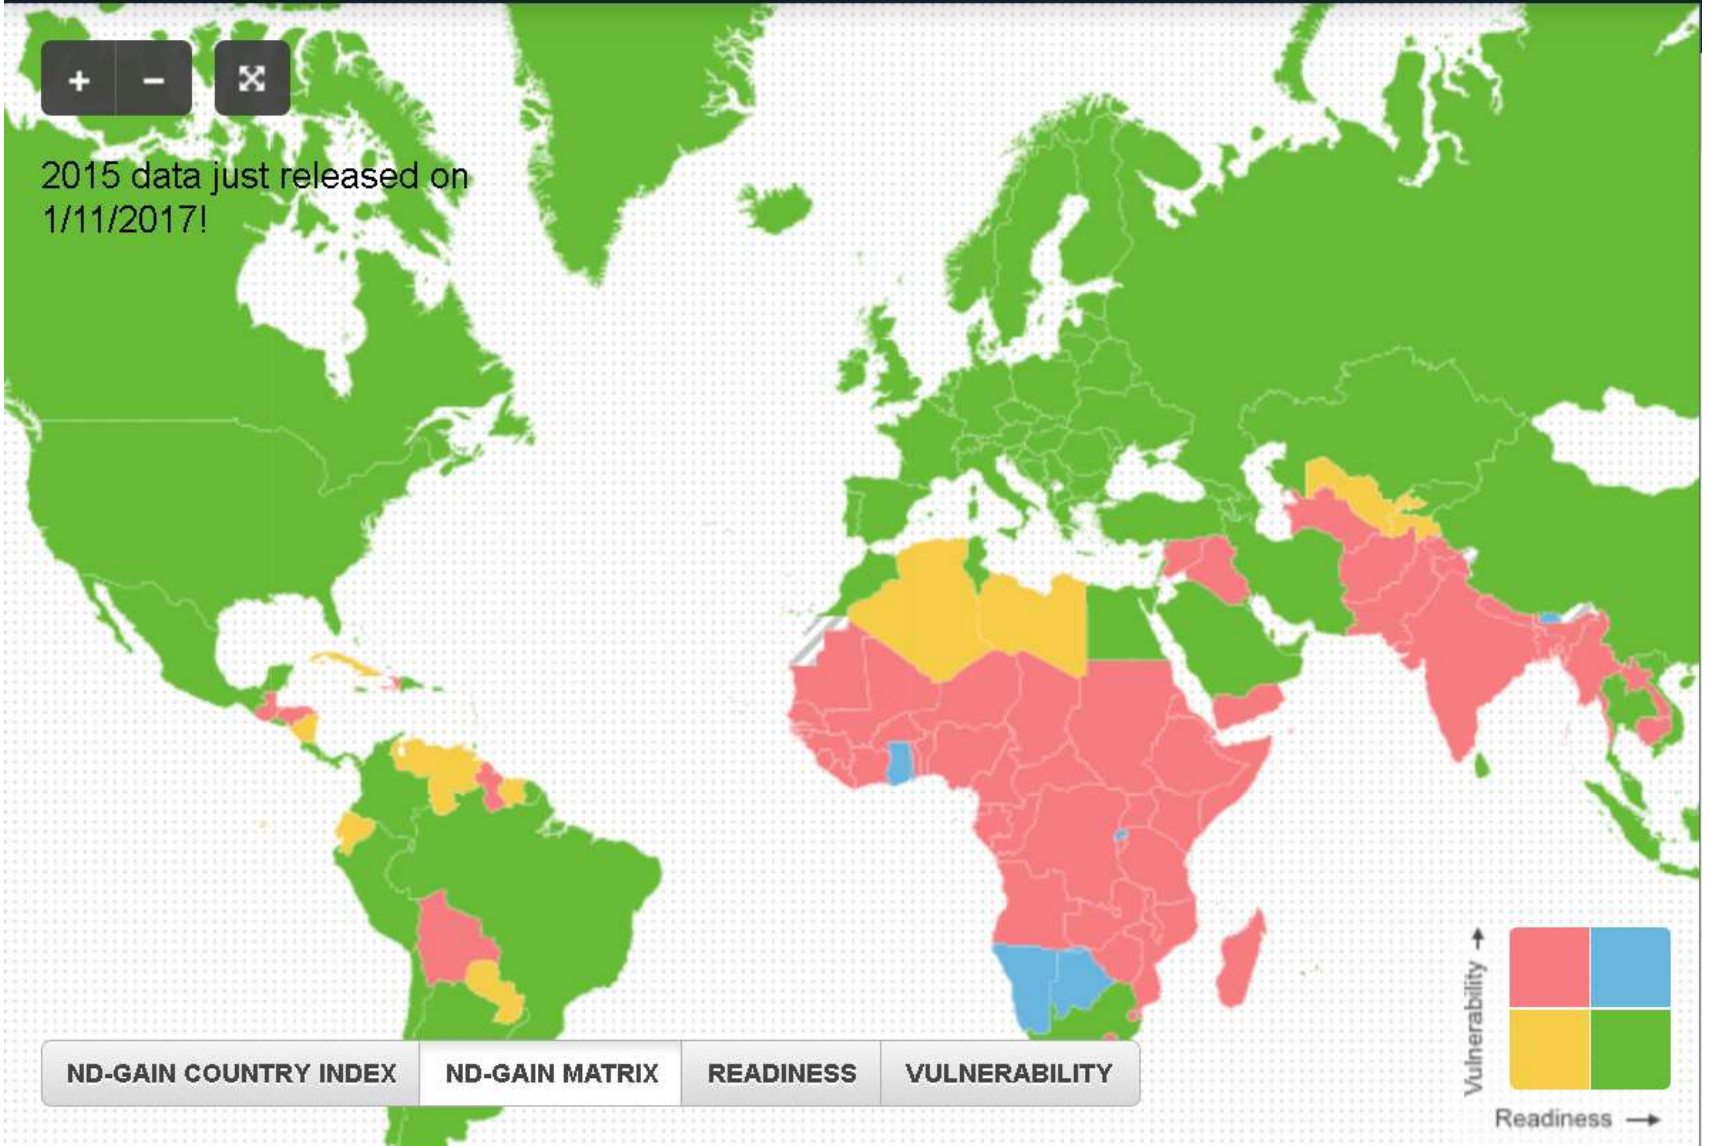 + −
2015 data just released on
1/11/2017!
Vulnerability →
Readiness →
ND-GAIN COUNTRY INDEX ND-GAIN MATRIX READINESS VULNERABILITY